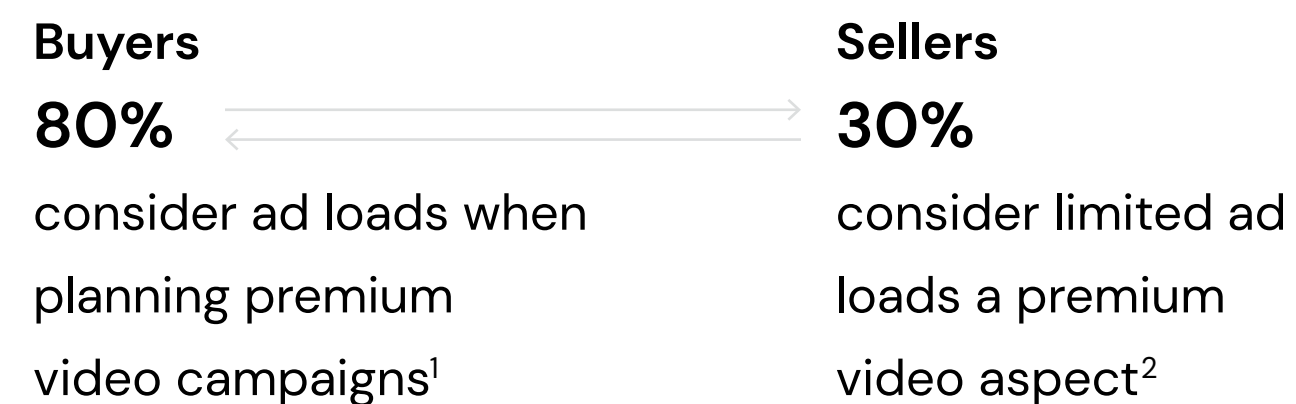 Buyers
80%
consider ad loads when
planning premium
video campaigns¹
Sellers
30%
consider limited ad
loads a premium
video aspect²